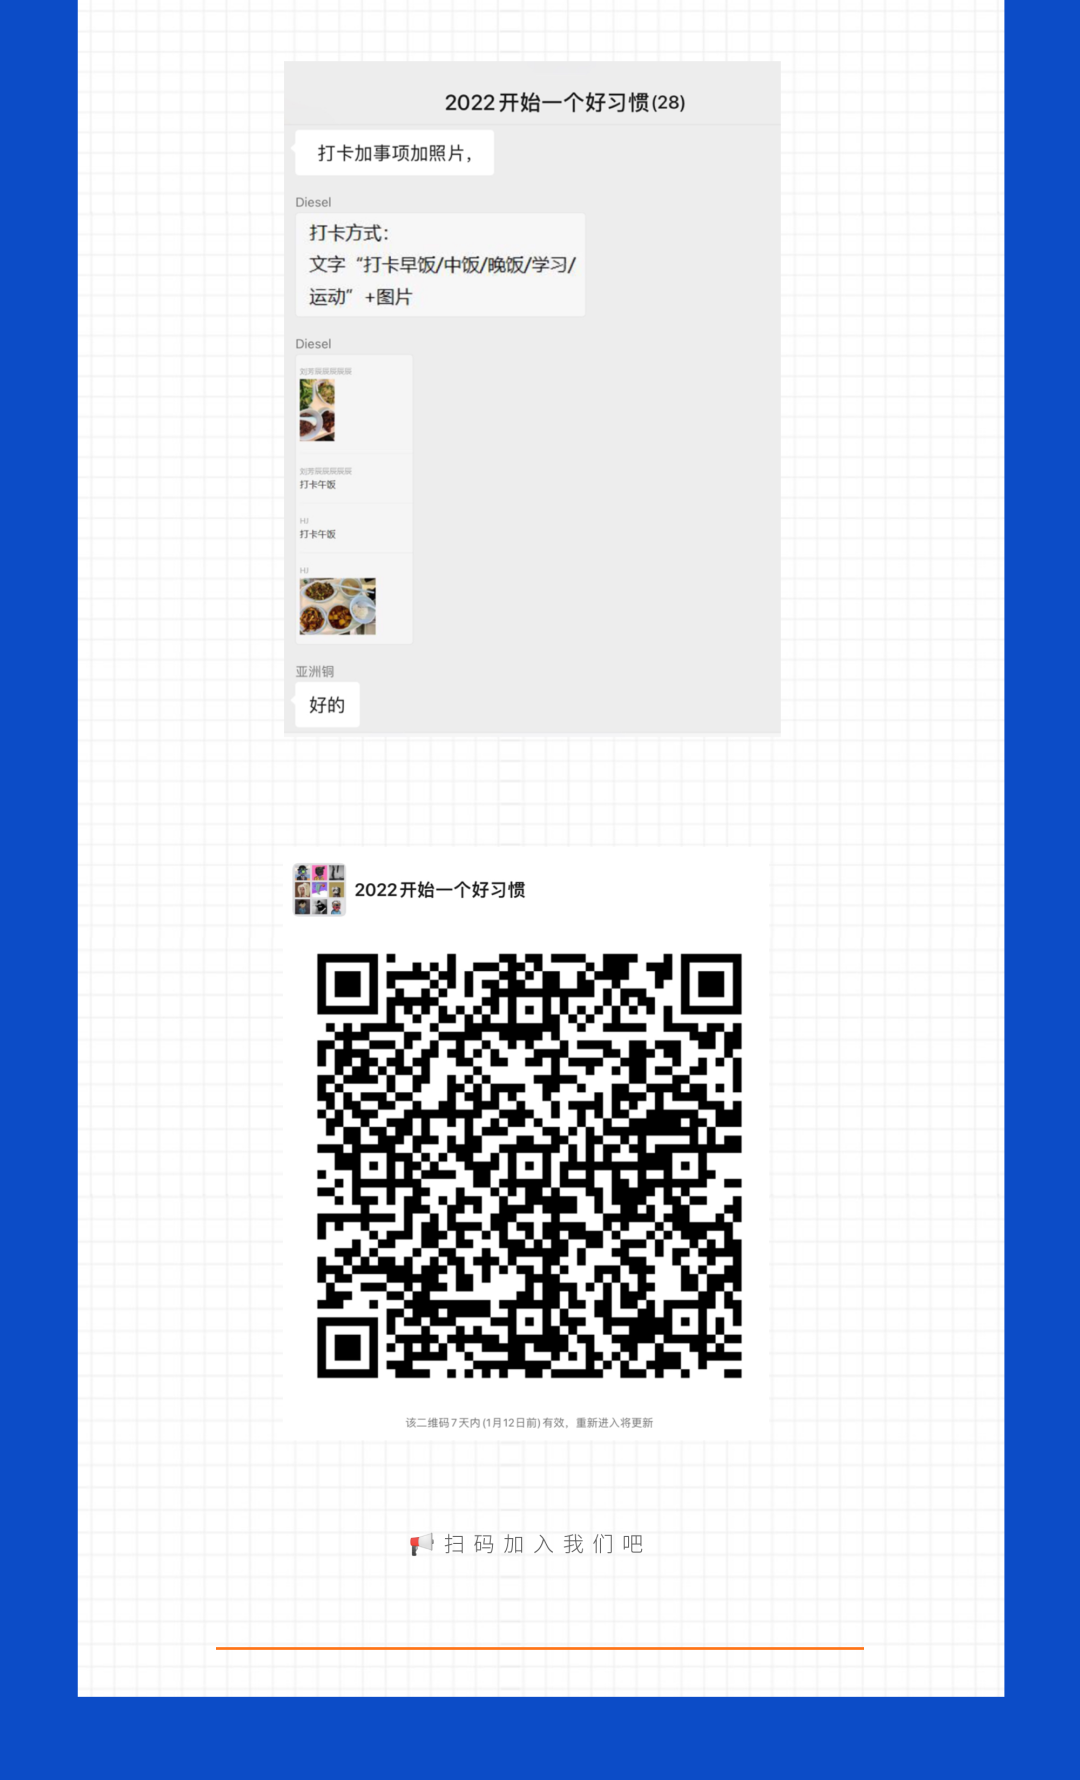 2022开始一个好习惯(28)
打卡加事项加照片，
Diesel
打卡方式：
文字“打卡早饭/中饭/晚饭/学习/
运动”+图片
Diesel
打卡午饭
HJ
打卡午饭
HJ
亚洲铜
好的
2022开始一个好习惯
该二维码7天内(1月12日前)有效，重新进入将更新
扫码加入我们吧